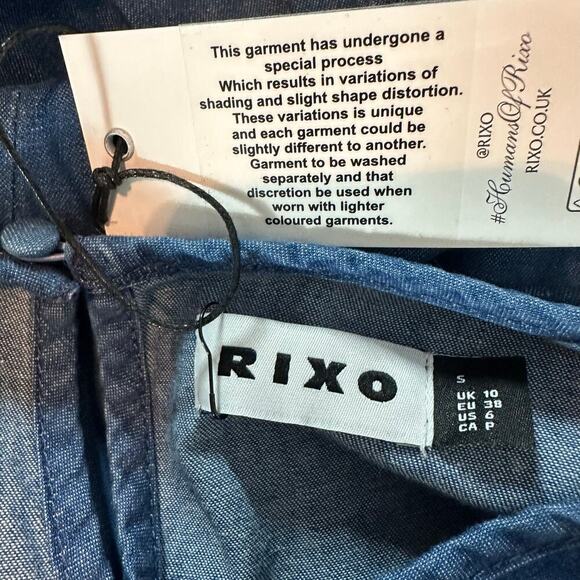 This garment has undergone a
special process
Which results in variations of
shading and slight shape distortion.
These variations is unique
and each garment could be
slightly different to another.
Garment to be washed
separately and that
discretion be used when
worn with lighter
coloured garments.
@RIXO
#HumansOfRixo
RIXO.CO.UK
RIXO
S
UK 10
EU 38
US 6
CA P